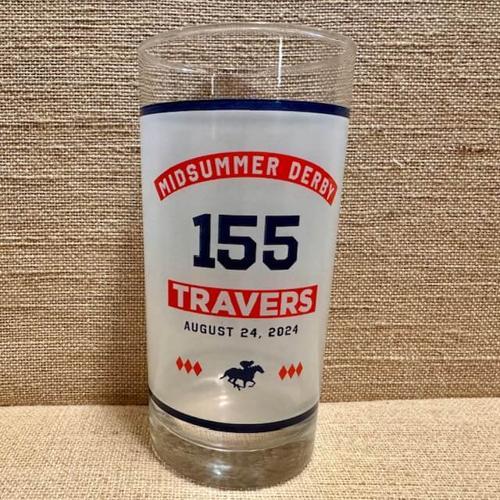 MIDSUMMER DERBY
155
TRAVERS
AUGUST 24, 2024